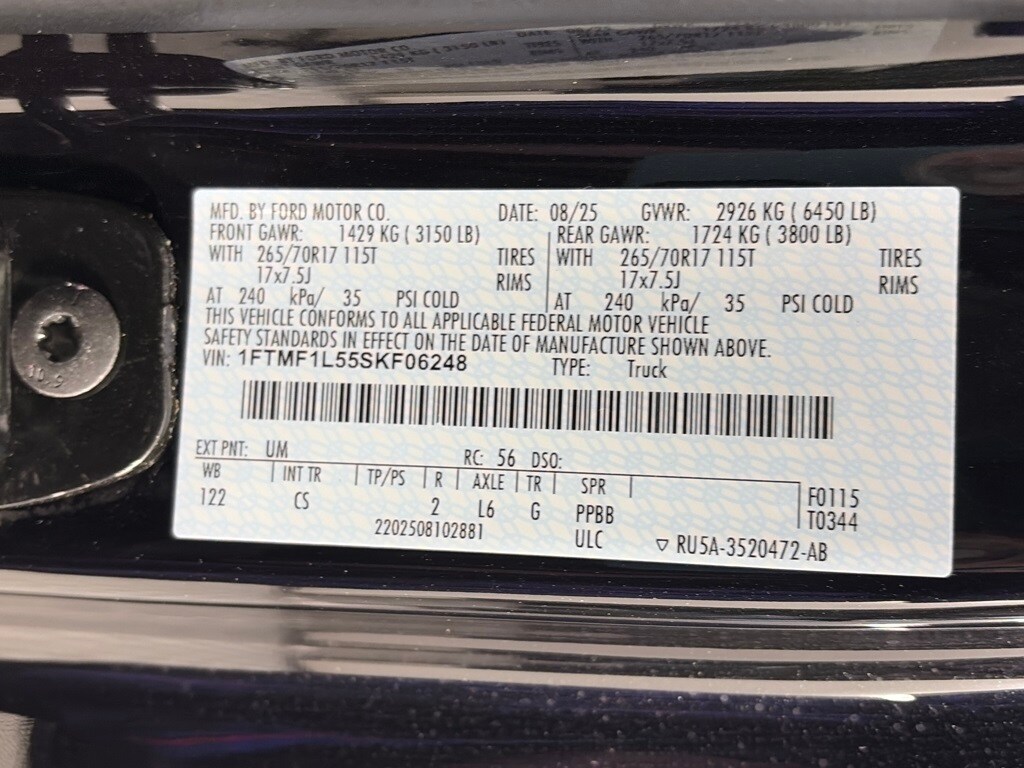 MFD. BY FORD MOTOR CO. DATE: 08/25 GVWR: 2926 KG ( 6450 LB)
FRONT GAWR: 1429 KG ( 3150 LB) REAR GAWR: 1724 KG ( 3800 LB)
WITH 265/70R17 115T TIRES WITH 265/70R17 115T TIRES
17x7.5J RIMS 17x7.5J RIMS
AT 240 kPa/ 35 PSI COLD AT 240 kPa/ 35 PSI COLD
THIS VEHICLE CONFORMS TO ALL APPLICABLE FEDERAL MOTOR VEHICLE
SAFETY STANDARDS IN EFFECT ON THE DATE OF MANUFACTURE SHOWN ABOVE.
VIN: 1FTMF1L55SKF06248 TYPE: Truck
EXT PNT: UM RC: 56 DSO:
WB INT TR TP/PS R AXLE TR SPR
122 CS 2 L6 G PPBB F0115
T0344
2202508102881 ULC ▽ RU5A-3520472-AB
10.9